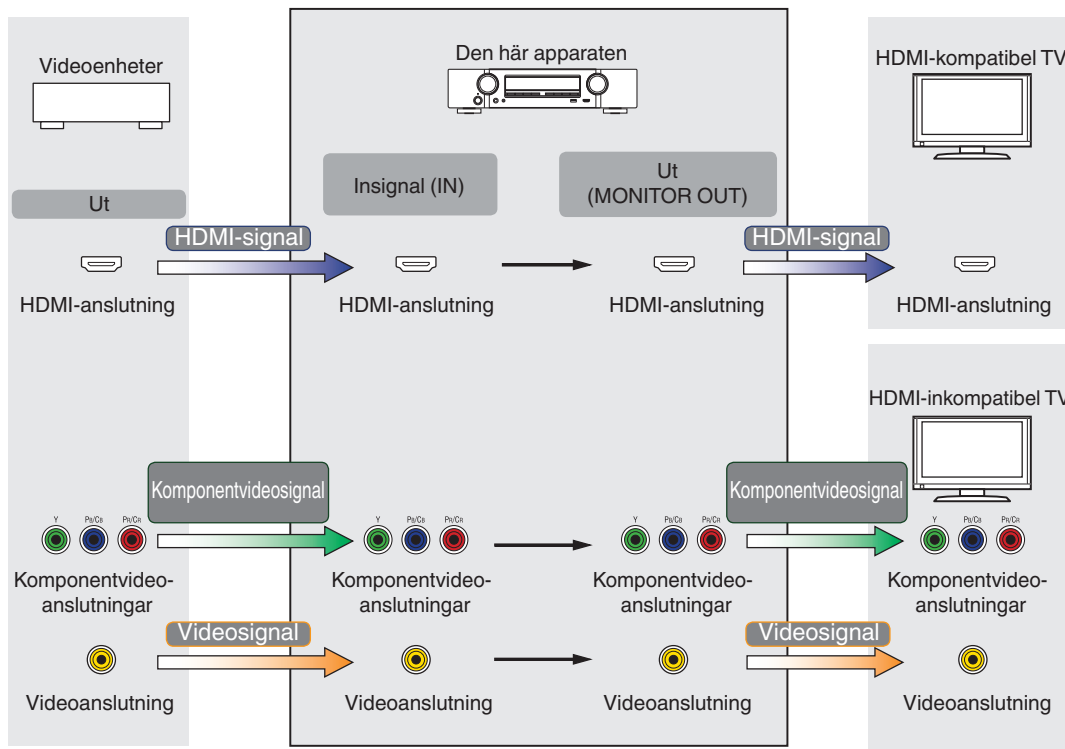 Videoenheter
Den här apparaten
HDMI-kompatibel TV
Ut
Insignal (IN)
Ut
(MONITOR OUT)
HDMI-signal
HDMI-signal
HDMI-anslutning
HDMI-anslutning
HDMI-anslutning
HDMI-anslutning
HDMI-inkompatibel TV
Komponentvideosignal
Komponentvideosignal
Y PB/CB PR/CR
Y PB/CB PR/CR
Y PB/CB PR/CR
Y PB/CB PR/CR
Komponentvideo-
anslutningar
Komponentvideo-
anslutningar
Komponentvideo-
anslutningar
Komponentvideo-
anslutningar
Videosignal
Videosignal
Videoanslutning
Videoanslutning
Videoanslutning
Videoanslutning